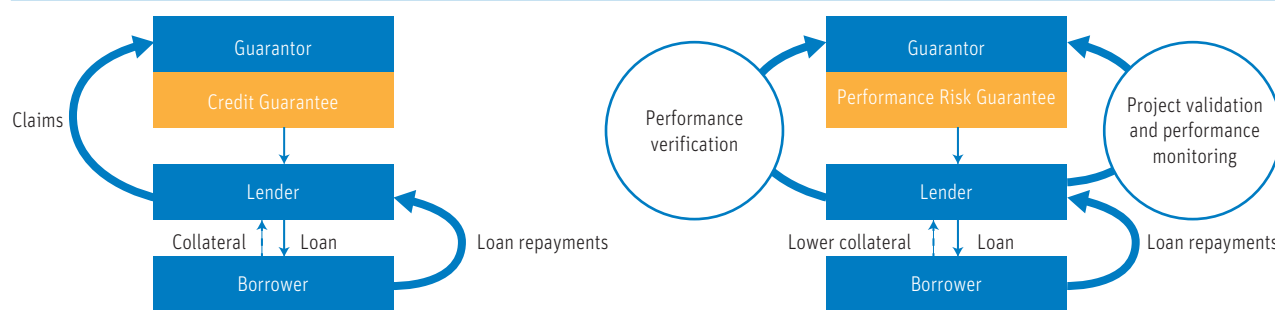 Guarantor
Credit Guarantee
Claims
Lender
Collateral
Loan
Loan repayments
Borrower
Guarantor
Performance Risk Guarantee
Performance
verification
Project validation
and performance
monitoring
Lender
Lower collateral
Loan
Loan repayments
Borrower